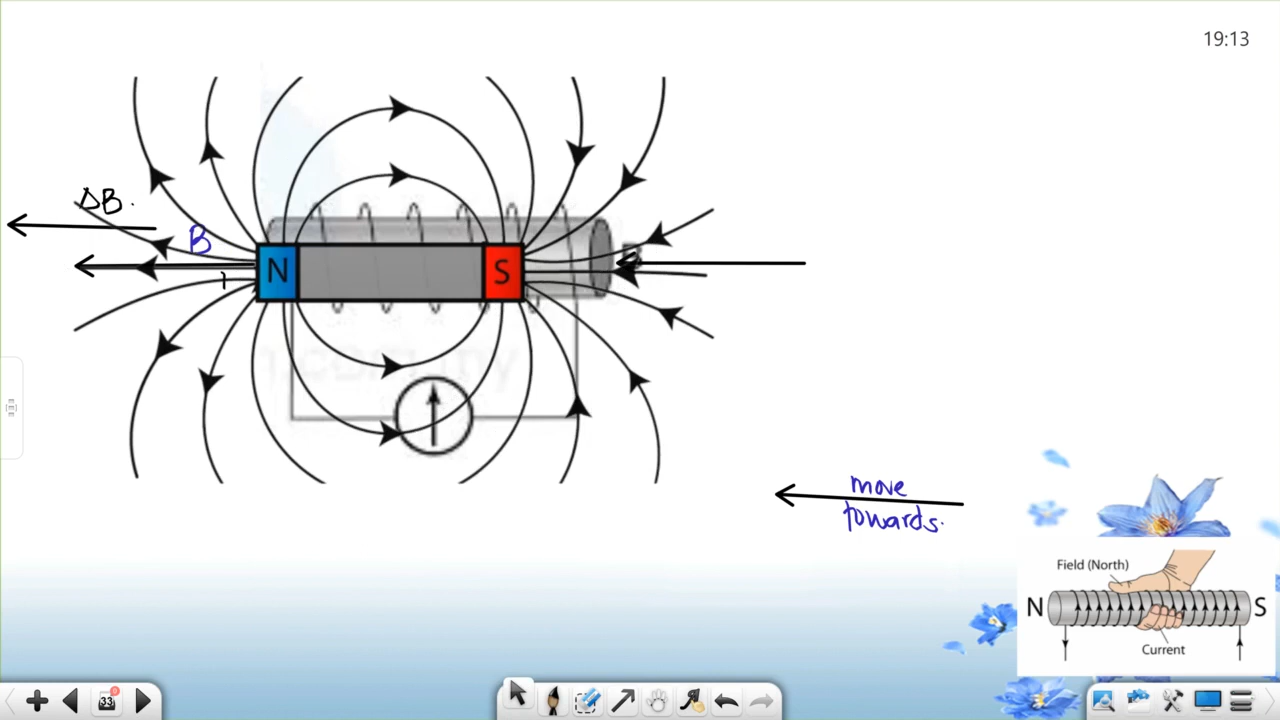 19:13
ΔB.
B
N
S
move
towards.
Field (North)
N
S
Current
33